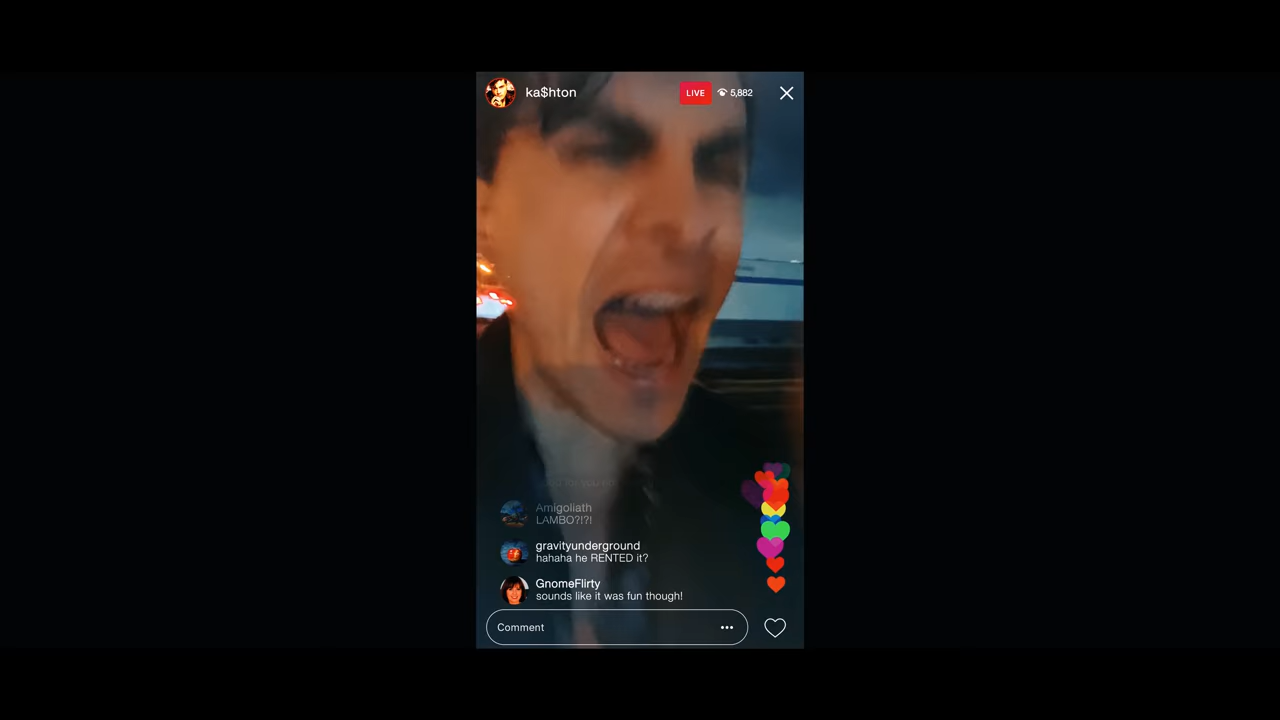 ka$hton
LIVE
5,882
Amigoliath
LAMBO?!?!
gravityunderground
hahaha he RENTED it?
GnomeFlirty
sounds like it was fun though!
Comment